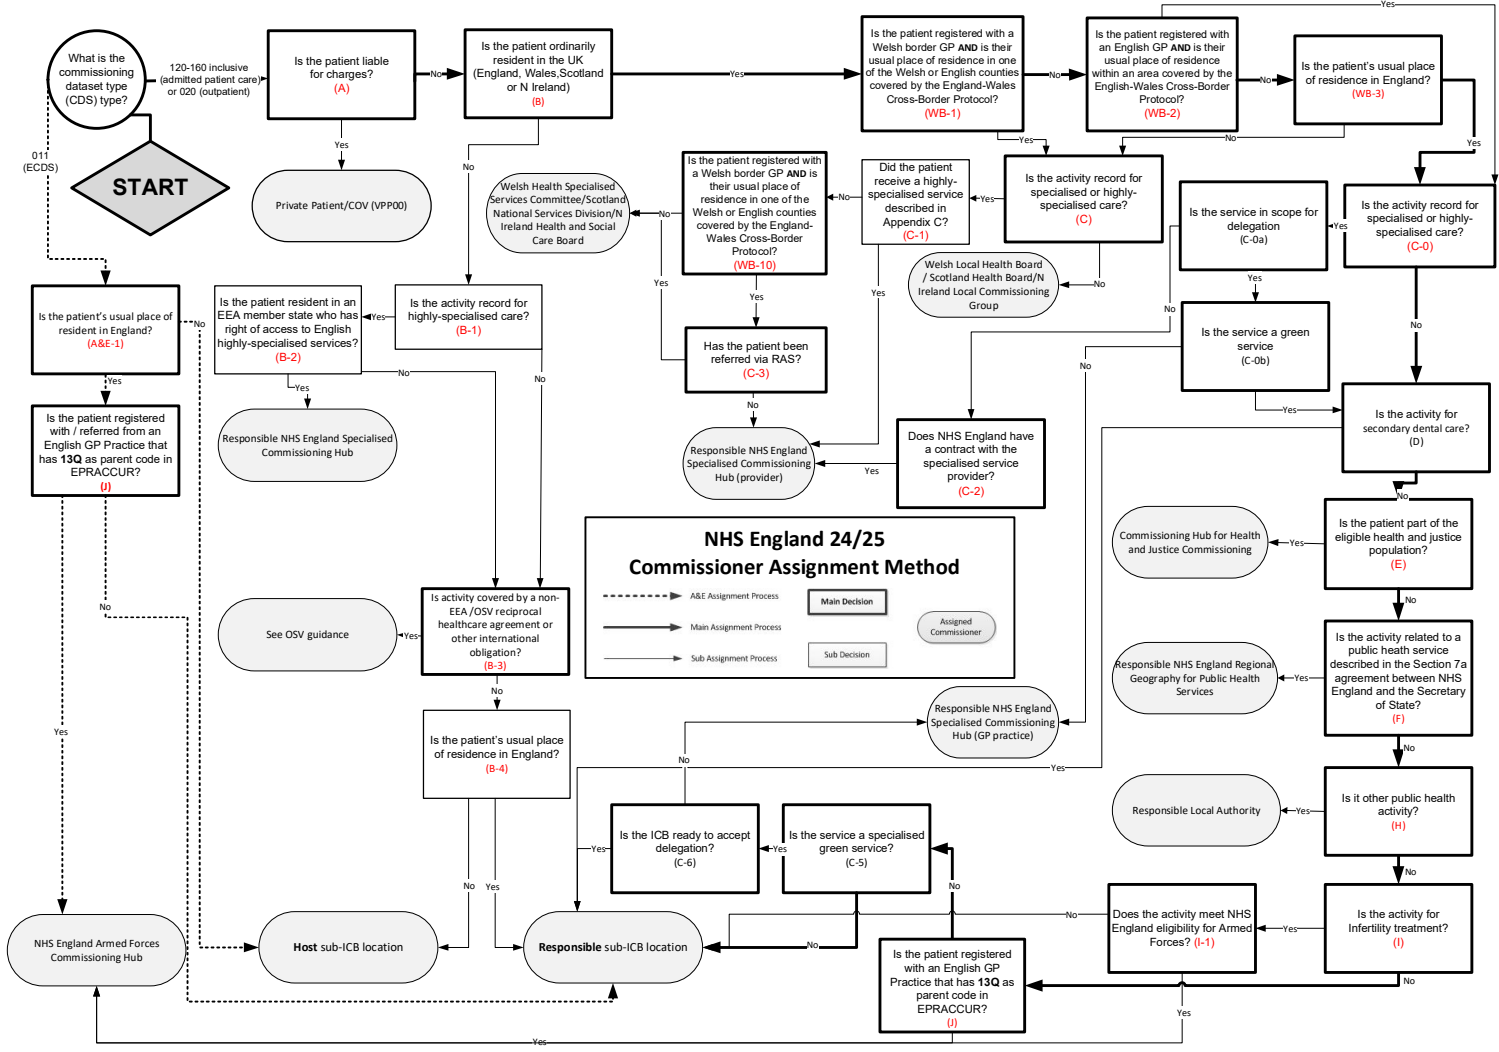 What is the
commissioning
dataset type
(CDS) type?
START
120-160 inclusive
(admitted patient care)
or 020 (outpatient)
011
(ECDS)
Is the patient liable
for charges?
(A)
No
Yes
Private Patient/COV (VPP00)
Is the patient ordinarily
resident in the UK
(England, Wales,Scotland
or N Ireland)
(B)
Yes
No
Is the patient registered with a
Welsh border GP AND is their
usual place of residence in one
of the Welsh or English counties
covered by the England-Wales
Cross-Border Protocol?
(WB-1)
No
Yes
Is the patient registered with
an English GP AND is their
usual place of residence
within an area covered by the
English-Wales Cross-Border
Protocol?
(WB-2)
Yes
No
Is the patient's usual place
of residence in England?
(WB-3)
No
Yes
Is the patient registered with
a Welsh border GP AND is
their usual place of
residence in one of the
Welsh or English counties
covered by the England-
Wales Cross-Border
Protocol?
(WB-10)
No
Yes
Welsh Health Specialised
Services Committee/Scotland
National Services Division/N
Ireland Health and Social
Care Board
Did the patient
receive a highly-
specialised service
described in
Appendix C?
(C-1)
No
Yes
Is the activity record for
specialised or highly-
specialised care?
(C)
Yes
No
Welsh Local Health Board
/ Scotland Health Board/N
Ireland Local Commissioning
Group
Is the service in scope for
delegation
(C-0a)
No
Yes
Is the activity record for
specialised or highly-
specialised care?
(C-0)
Yes
No
Is the patient's usual place of
resident in England?
(A&E-1)
No
Yes
Is the patient resident in an
EEA member state who has
right of access to English
highly-specialised services?
(B-2)
Yes
No
Is the activity record for
highly-specialised care?
(B-1)
Yes
No
Has the patient been
referred via RAS?
(C-3)
Yes
No
Is the service a green
service
(C-0b)
No
Yes
Is the patient registered
with / referred from an
English GP Practice that
has 13Q as parent code in
EPRACCUR?
(J)
Yes
No
Responsible NHS England Specialised
Commissioning Hub
Responsible NHS England
Specialised Commissioning
Hub (provider)
Does NHS England have
a contract with the
specialised service
provider?
(C-2)
Yes
Is the activity for
secondary dental care?
(D)
No
Yes
Is the patient part of the
eligible health and justice
population?
(E)
Yes
No
Commissioning Hub for Health
and Justice Commissioning
NHS England 24/25
Commissioner Assignment Method
A&E Assignment Process
Main Assignment Process
Sub Assignment Process
Main Decision
Sub Decision
Assigned
Commissioner
See OSV guidance
Is activity covered by a non-
EEA /OSV reciprocal
healthcare agreement or
other international
obligation?
(B-3)
Yes
No
Is the activity related to a
public heath service
described in the Section 7a
agreement between NHS
England and the Secretary
of State?
(F)
Yes
No
Responsible NHS England Regional
Geography for Public Health
Services
Is the patient's usual place
of residence in England?
(B-4)
No
Yes
Responsible NHS England
Specialised Commissioning
Hub (GP practice)
Is it other public health
activity?
(H)
Yes
No
Responsible Local Authority
Is the ICB ready to accept
delegation?
(C-6)
No
Yes
Is the service a specialised
green service?
(C-5)
Yes
No
Is the activity for
Infertility treatment?
(I)
Yes
No
Does the activity meet NHS
England eligibility for Armed
Forces? (I-1)
No
Yes
Is the patient registered
with an English GP
Practice that has 13Q as
parent code in
EPRACCUR?
(J)
No
Yes
NHS England Armed Forces
Commissioning Hub
Host sub-ICB location
Responsible sub-ICB location